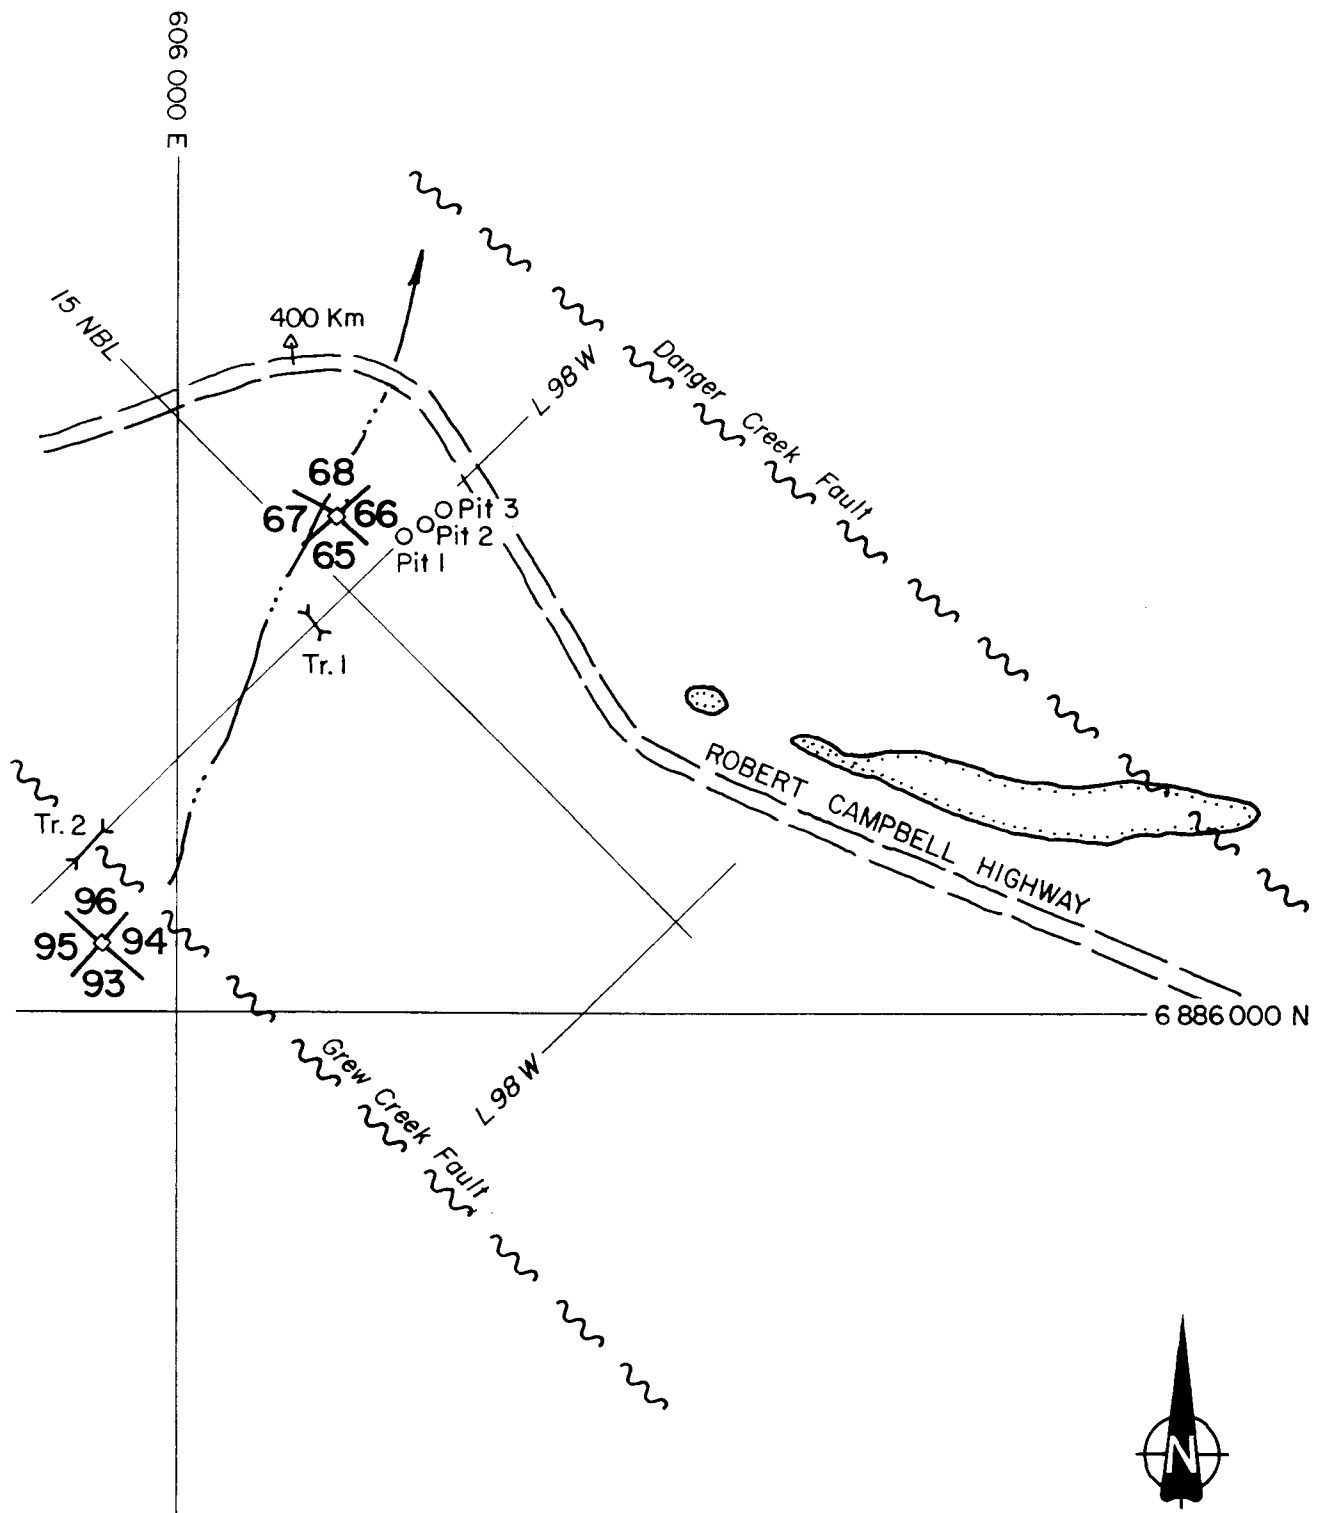 606 000 E
15 NBL
400 Km
L 98 W
Danger Creek Fault
68
67
66
65
Pit 3
Pit 2
Pit 1
Tr. 1
ROBERT CAMPBELL HIGHWAY
Tr. 2
96
95
94
93
6 886 000 N
Grew Creek Fault
L 98 W
N